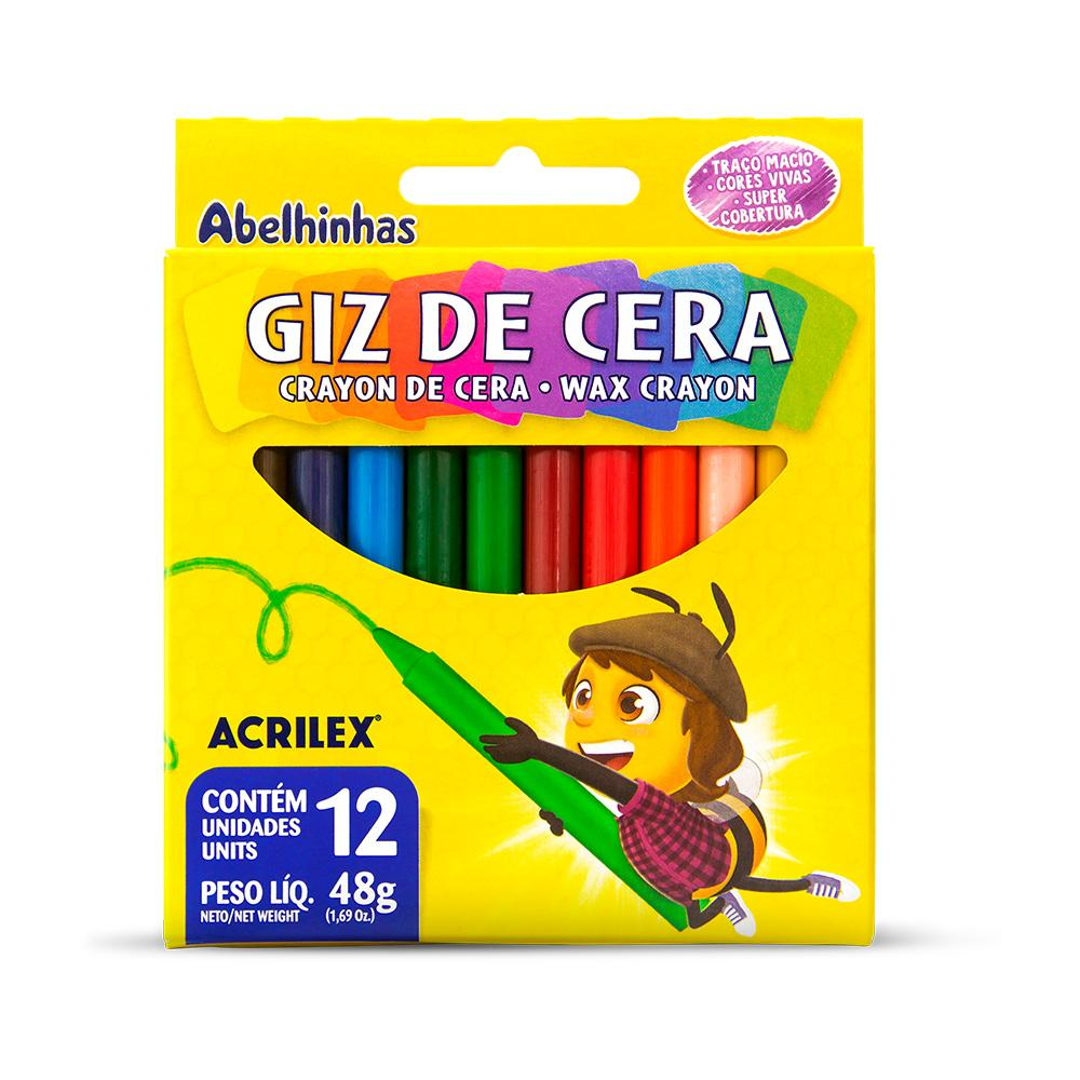 • TRAÇO MACIO
• CORES VIVAS
• SUPER
COBERTURA
Abelhinhas
GIZ DE CERA
CRAYON DE CERA • WAX CRAYON
ACRILEX®
CONTÉM 12
UNIDADES
UNITS
PESO LÍQ. 48g
NETO/NET WEIGHT (1,69 Oz.)